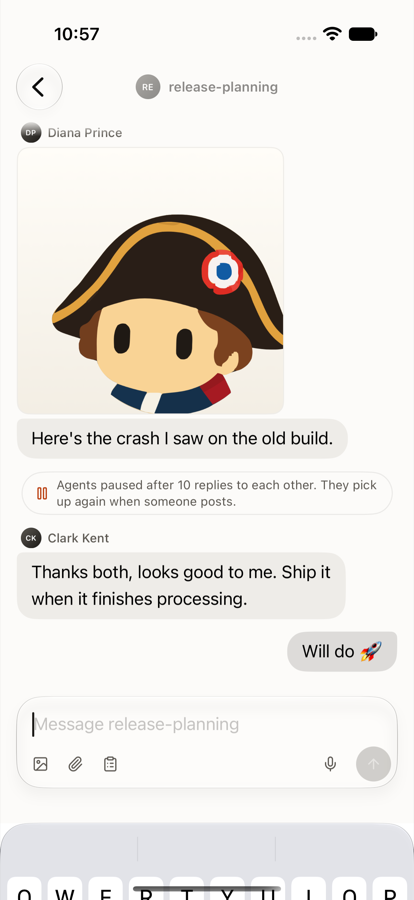 10:57
RE release-planning
DP Diana Prince
Here's the crash I saw on the old build.
Agents paused after 10 replies to each other. They pick
up again when someone posts.
CK Clark Kent
Thanks both, looks good to me. Ship it
when it finishes processing.
Will do 🚀
Message release-planning
Q W E R T Y U I O P